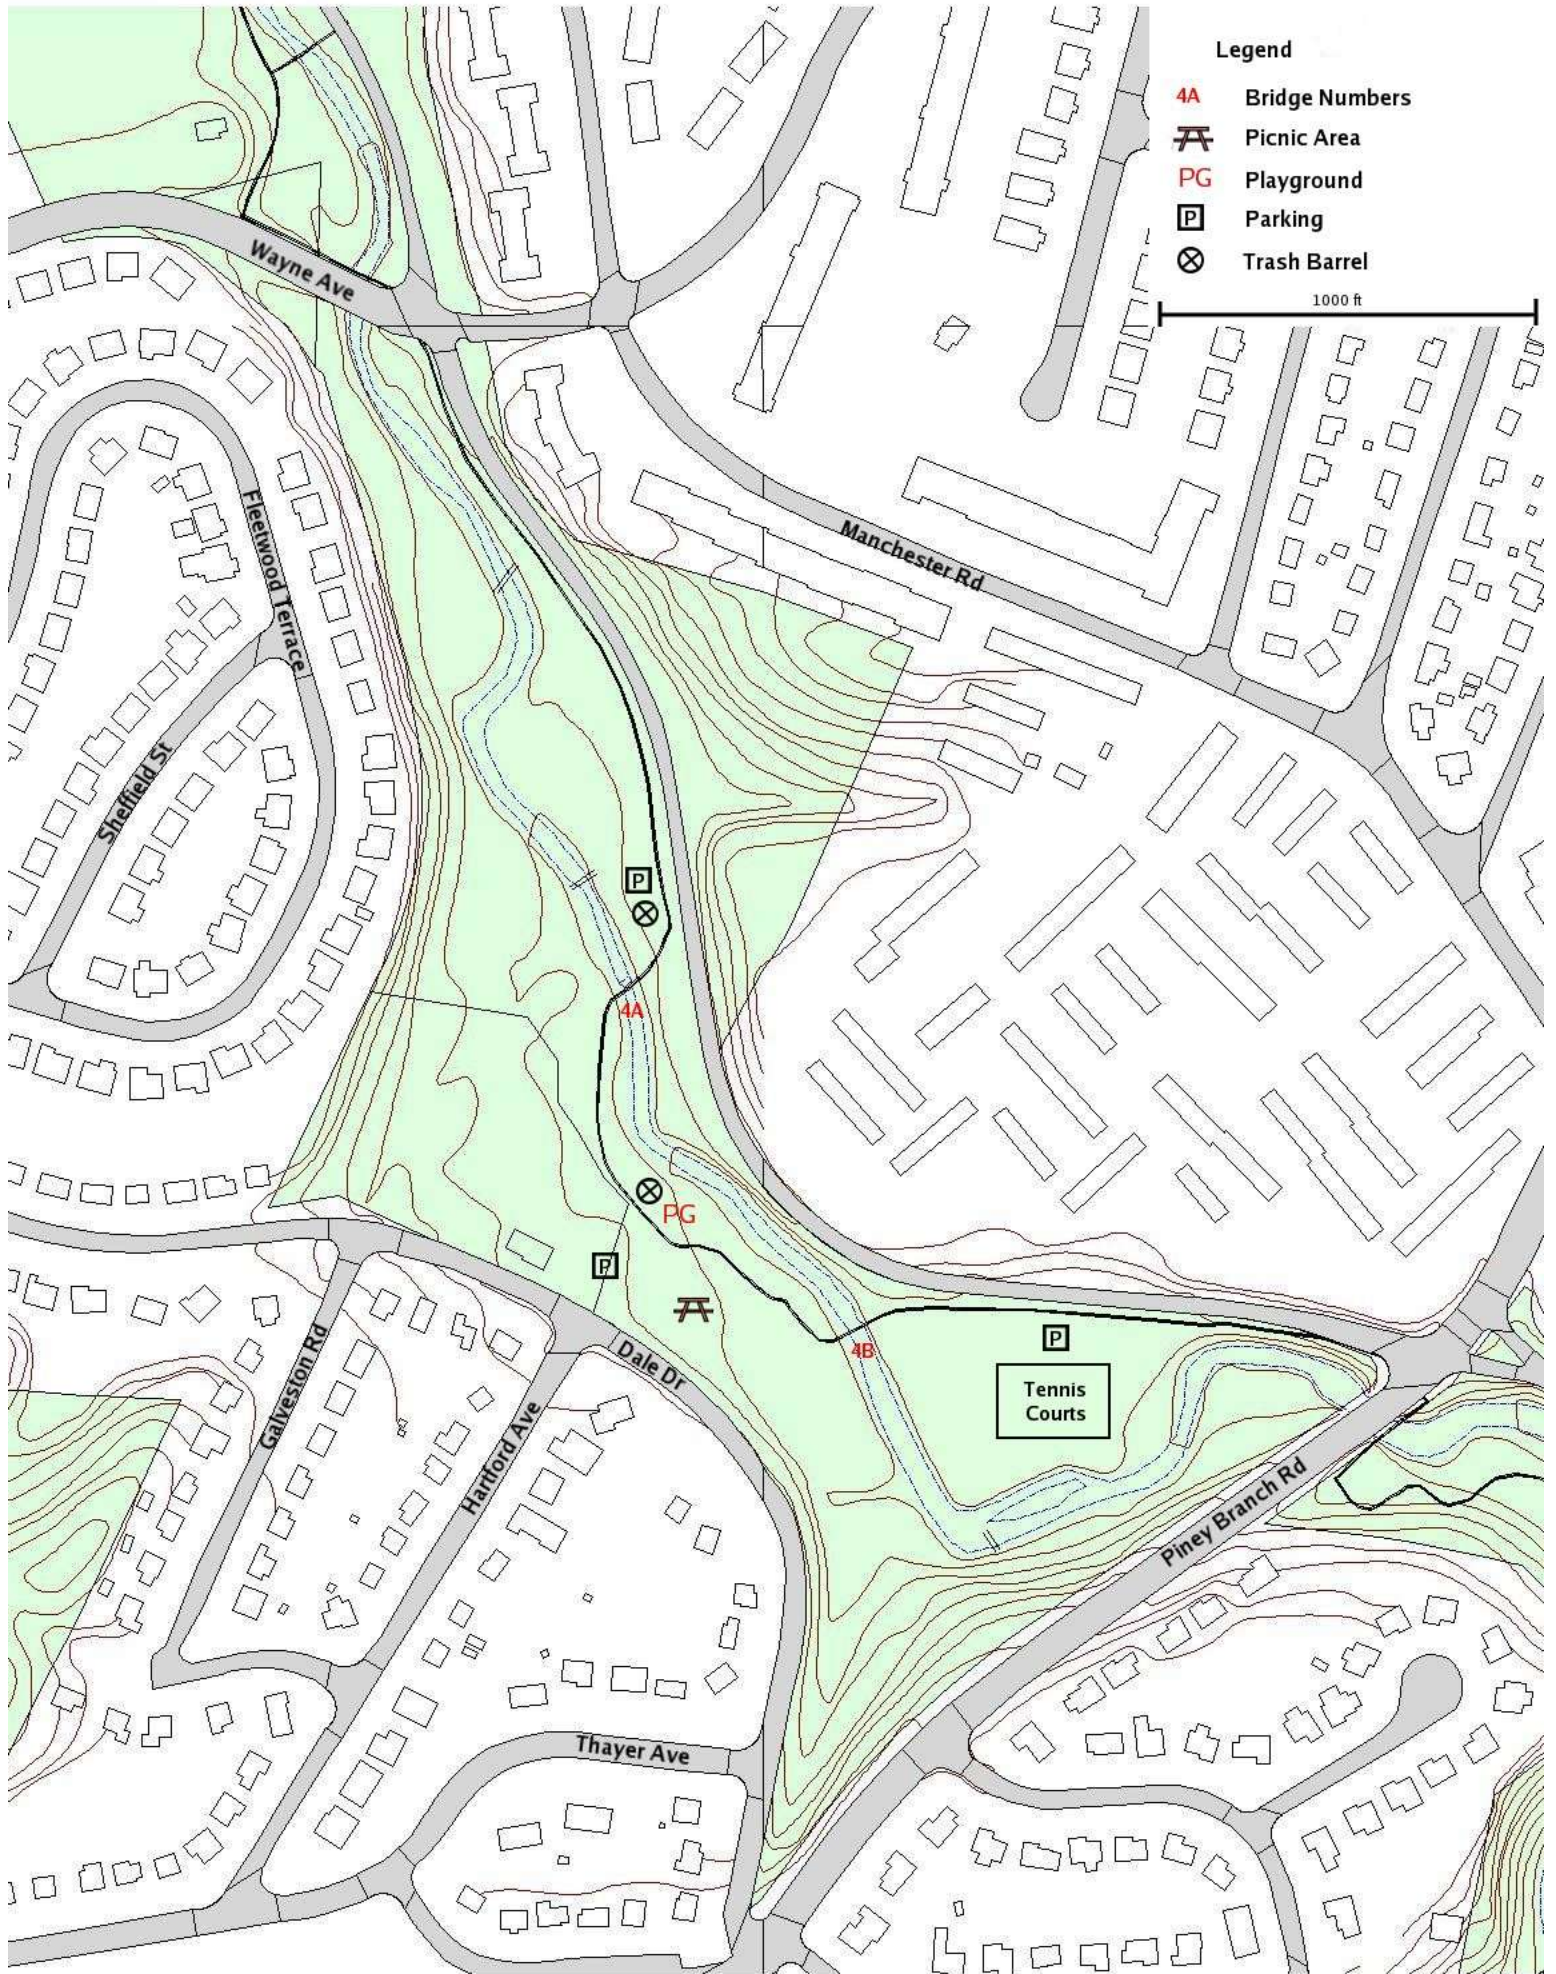 Legend
4A Bridge Numbers
Picnic Area
PG Playground
P Parking
Trash Barrel
1000 ft
Wayne Ave
Fleetwood Terrace
Manchester Rd
Sheffield St
P
4A
PG
P
4B
P
Tennis
Courts
Dale Dr
Galveston Rd
Hartford Ave
Piney Branch Rd
Thayer Ave